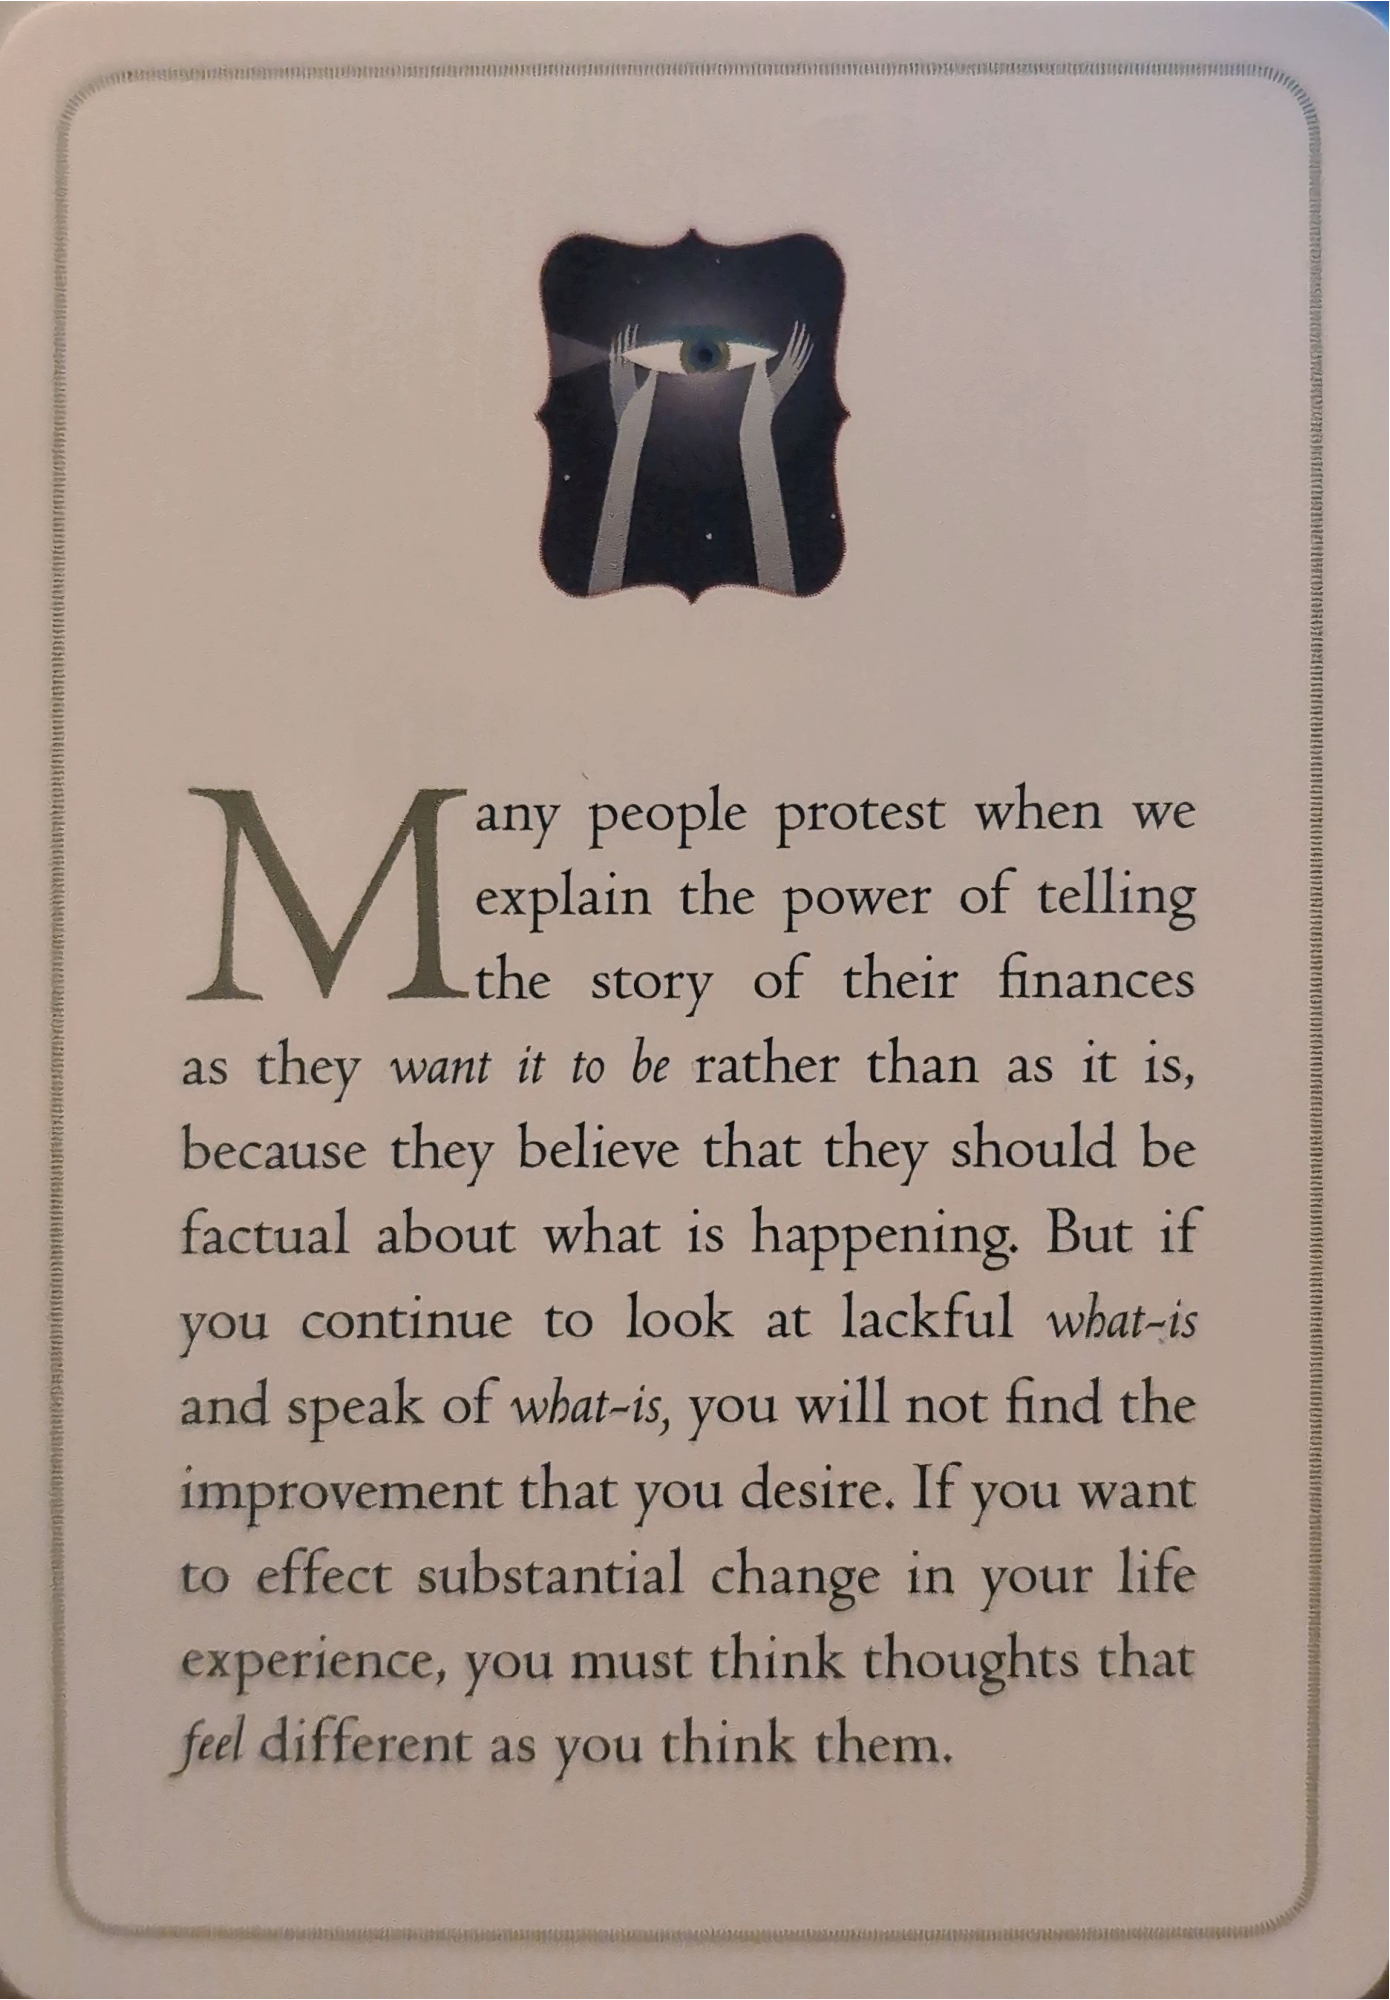 Many people protest when we
explain the power of telling
the story of their finances
as they want it to be rather than as it is,
because they believe that they should be
factual about what is happening. But if
you continue to look at lackful what-is
and speak of what-is, you will not find the
improvement that you desire. If you want
to effect substantial change in your life
experience, you must think thoughts that
feel different as you think them.